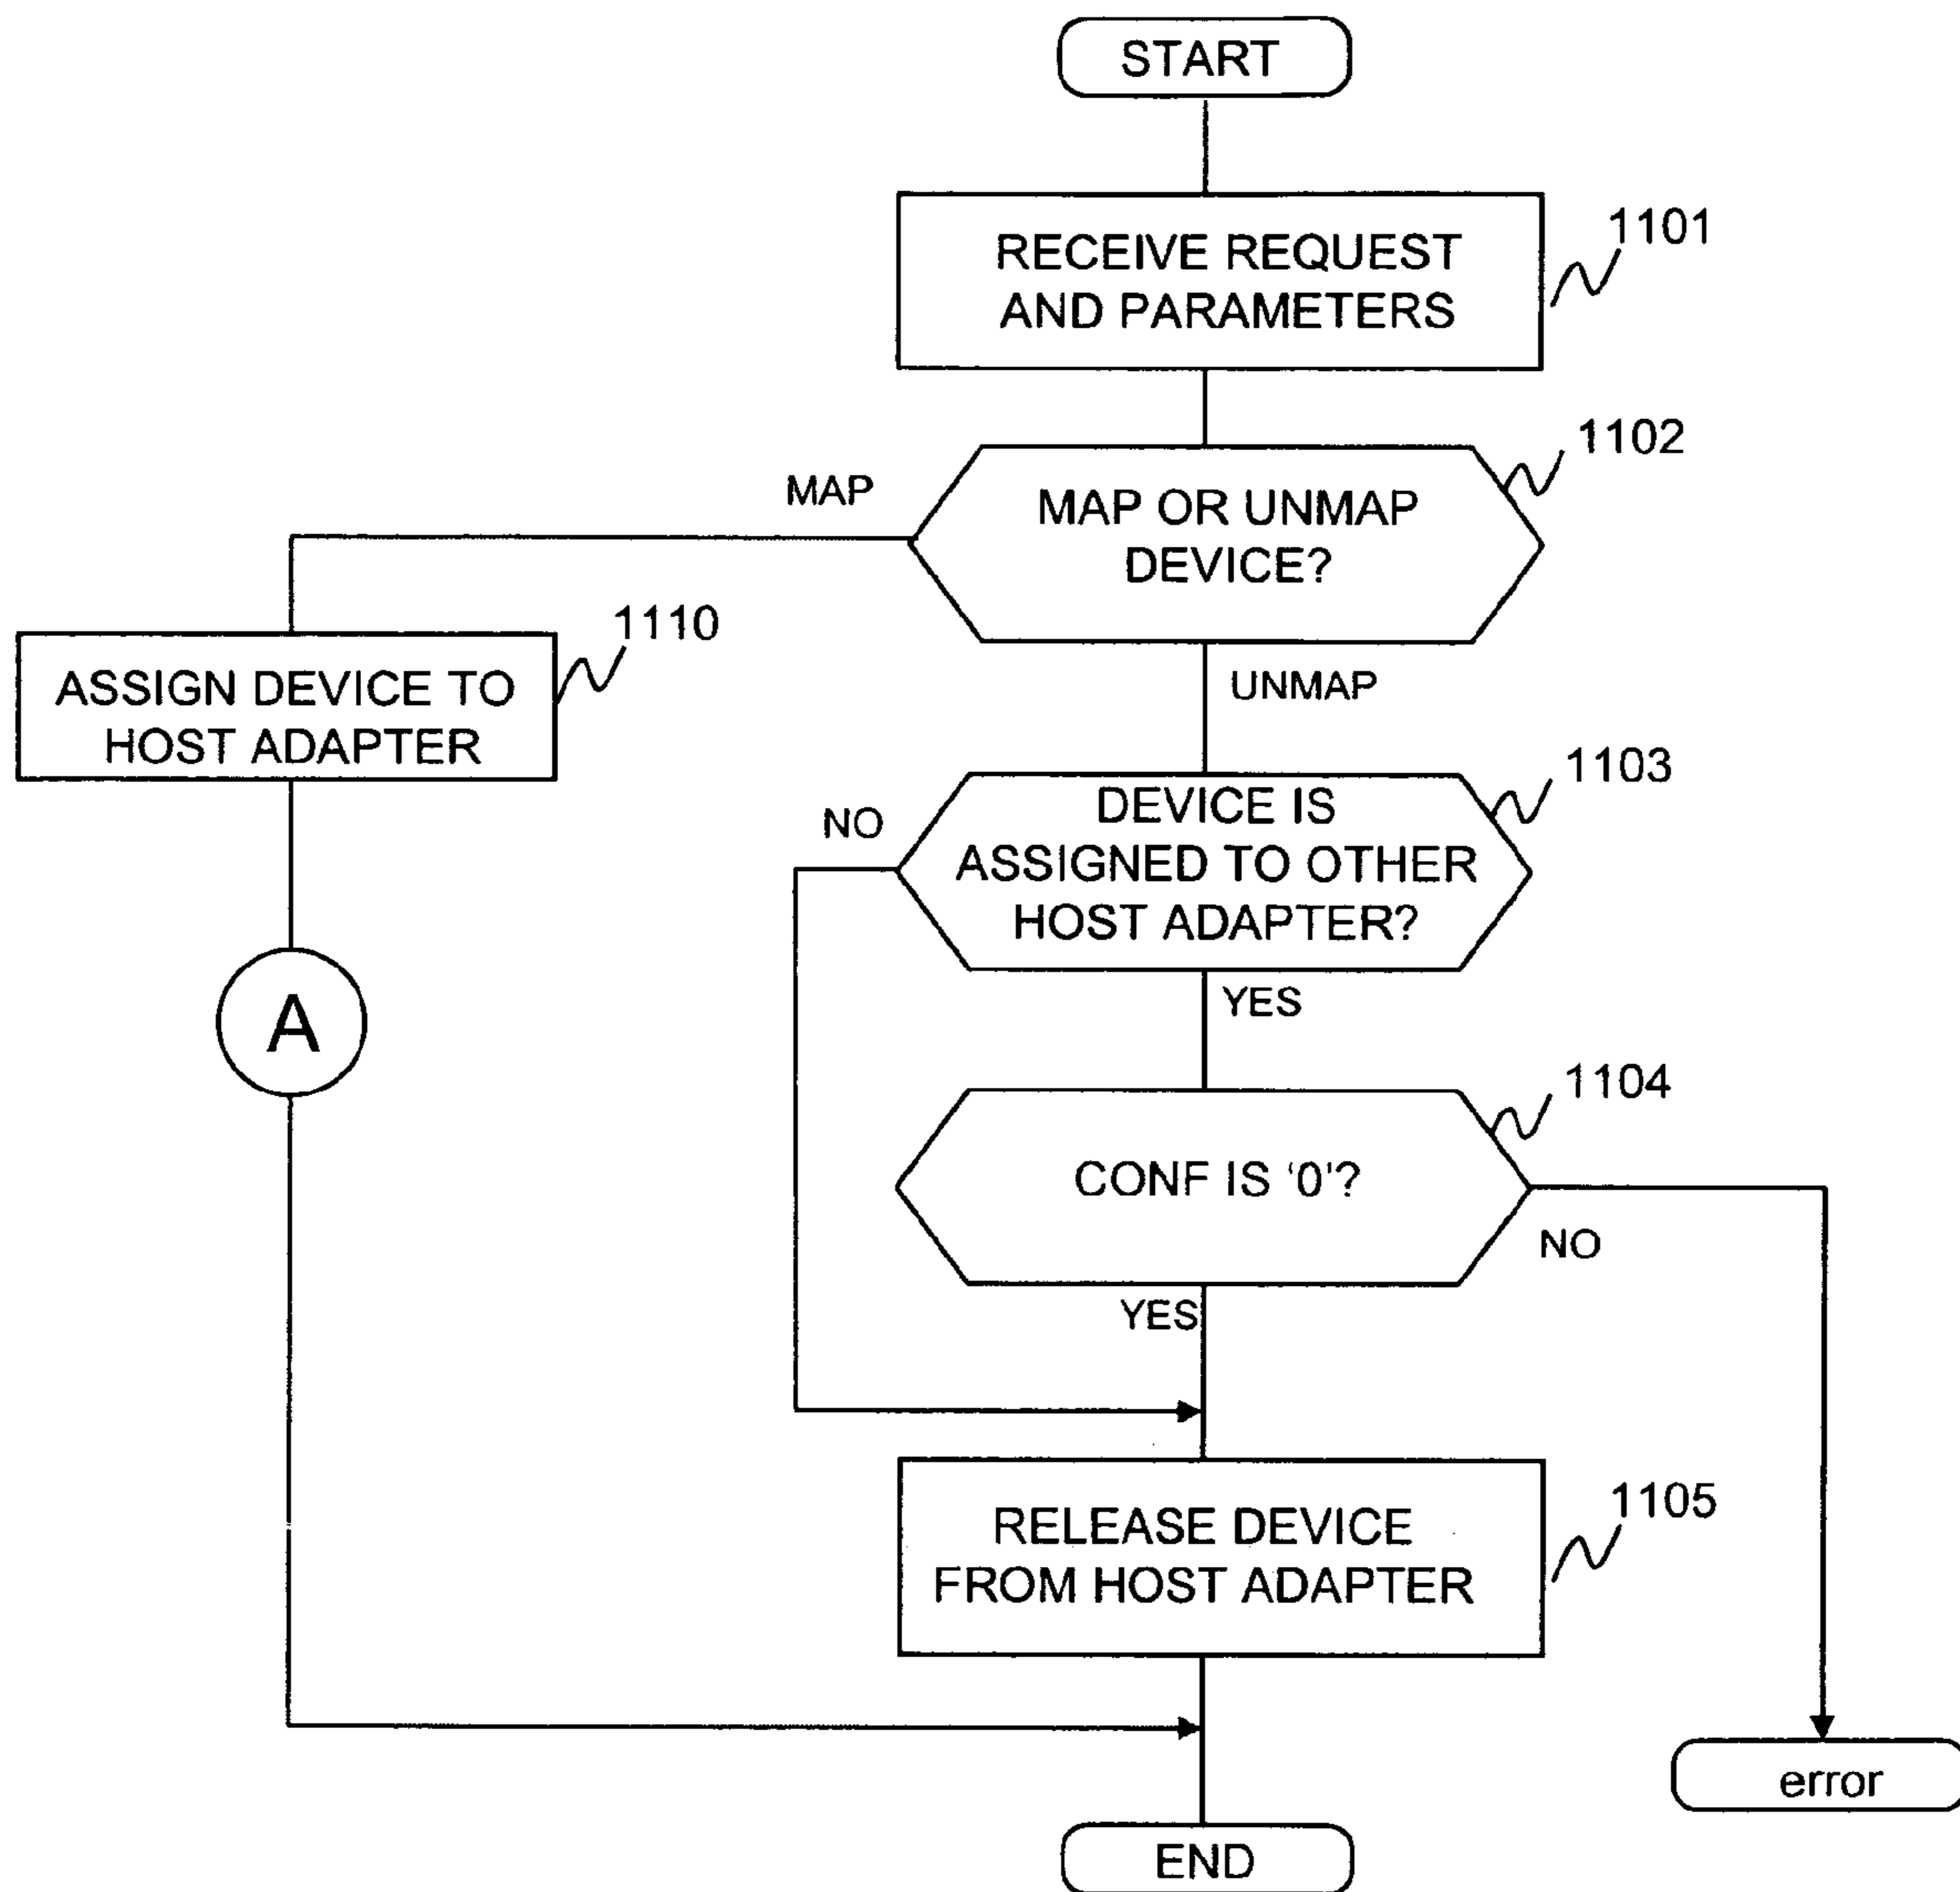 START
RECEIVE REQUEST
AND PARAMETERS
1101
MAP OR UNMAP
DEVICE?
1102
MAP
UNMAP
ASSIGN DEVICE TO
HOST ADAPTER
1110
A
DEVICE IS
ASSIGNED TO OTHER
HOST ADAPTER?
1103
NO
YES
CONF IS ‘0’?
1104
NO
YES
RELEASE DEVICE
FROM HOST ADAPTER
1105
error
END